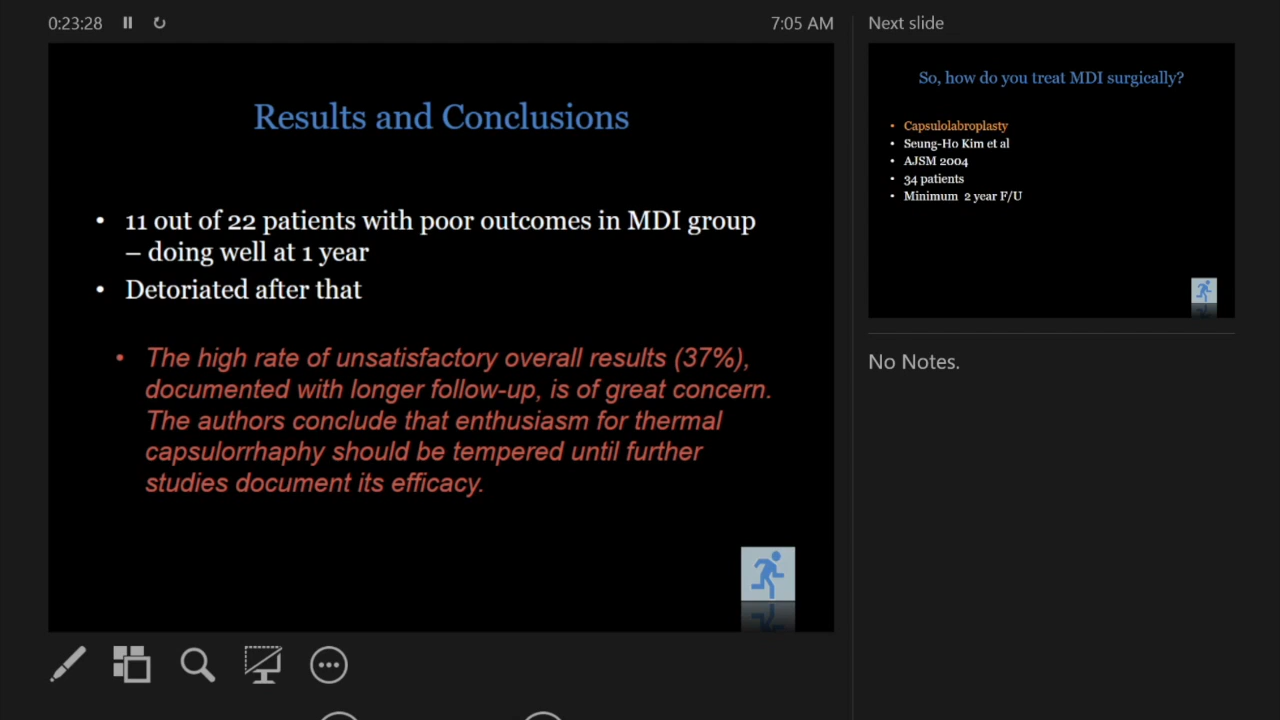 0:23:28
7:05 AM
Next slide
Results and Conclusions
• 11 out of 22 patients with poor outcomes in MDI group
– doing well at 1 year
• Detoriated after that
• The high rate of unsatisfactory overall results (37%),
documented with longer follow-up, is of great concern.
The authors conclude that enthusiasm for thermal
capsulorrhaphy should be tempered until further
studies document its efficacy.
So, how do you treat MDI surgically?
• Capsulolabroplasty
• Seung-Ho Kim et al
• AJSM 2004
• 34 patients
• Minimum 2 year F/U
No Notes.